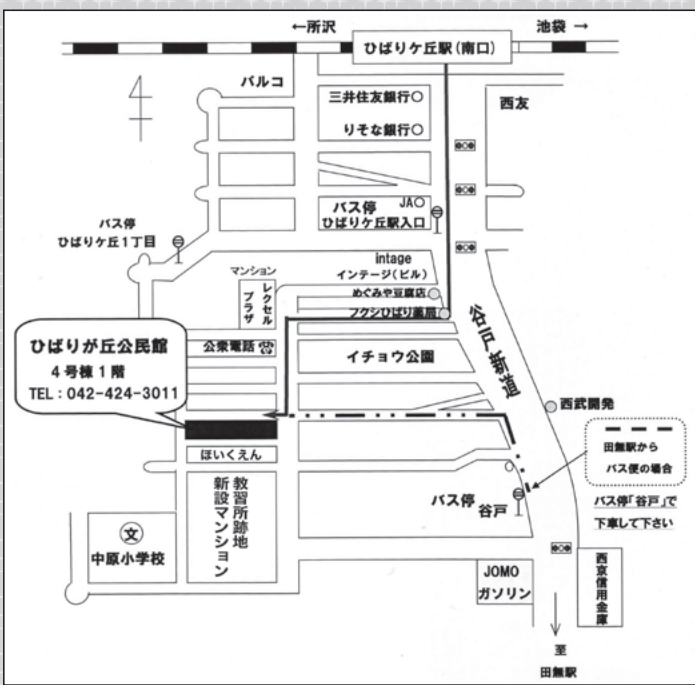 ←所沢
池袋→
ひばりケ丘駅(南口)
パルコ
三井住友銀行○
りそな銀行○
西友
JA○
バス停
ひばりケ丘駅入口
バス停
ひばりケ丘1丁目
intage
インテージ(ビル)
マンション
レクセル
プラザ
めぐみや豆腐店
フクシひばり薬局
谷戸新道
ひばりが丘公民館
4号棟1階
TEL：042-424-3011
公衆電話☎
イチョウ公園
西武開発
田無駅から
バス便の場合
バス停「谷戸」で
下車して下さい
ほいくえん
教習所跡地
新設マンション
バス停
谷戸
文
中原小学校
JOMO
ガソリン
西京信用金庫
至
田無駅